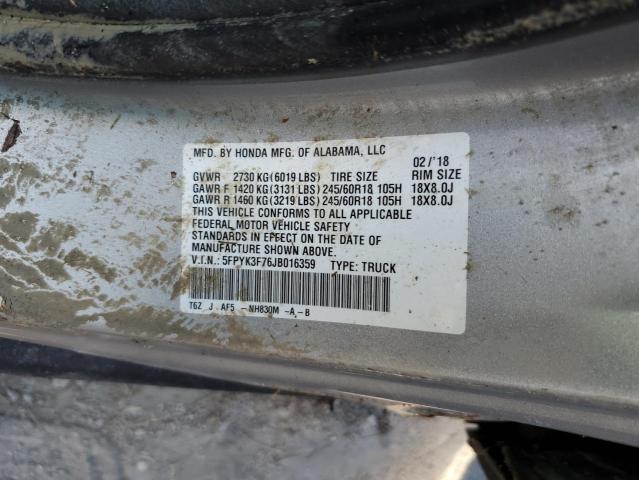 MFD. BY HONDA MFG. OF ALABAMA, LLC 02/'18
GVWR 2730 KG(6019 LBS) TIRE SIZE RIM SIZE
GAWR F 1420 KG(3131 LBS) 245/60R18 105H 18X8.0J
GAWR R 1460 KG(3219 LBS) 245/60R18 105H 18X8.0J
THIS VEHICLE CONFORMS TO ALL APPLICABLE
FEDERAL MOTOR VEHICLE SAFETY
STANDARDS IN EFFECT ON THE DATE OF
MANUFACTURE SHOWN ABOVE.
V.I.N.: 5FPYK3F76JB016359 TYPE: TRUCK
T6Z J AF5 - NH830M -A -B